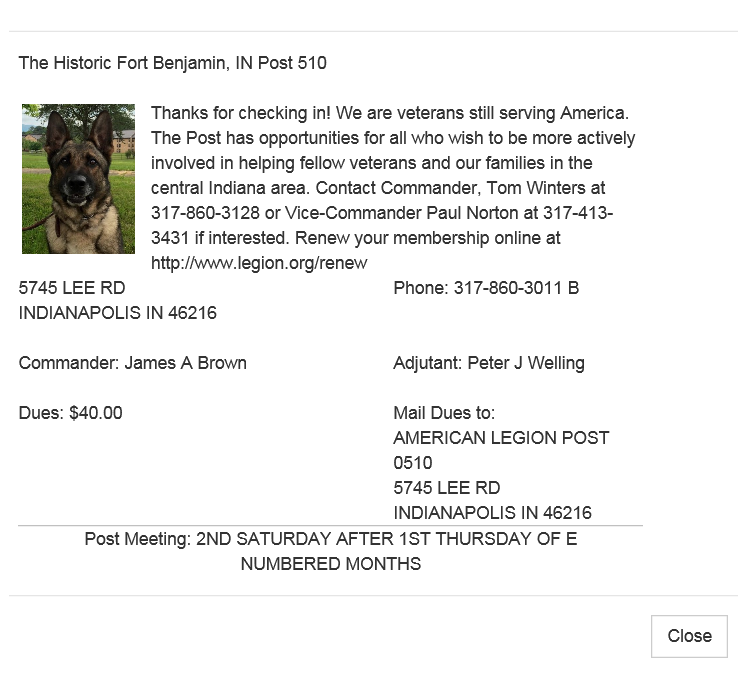 The Historic Fort Benjamin, IN Post 510
Thanks for checking in! We are veterans still serving America.
The Post has opportunities for all who wish to be more actively
involved in helping fellow veterans and our families in the
central Indiana area. Contact Commander, Tom Winters at
317-860-3128 or Vice-Commander Paul Norton at 317-413-
3431 if interested. Renew your membership online at
http://www.legion.org/renew
5745 LEE RD
INDIANAPOLIS IN 46216
Phone: 317-860-3011 B
Commander: James A Brown
Adjutant: Peter J Welling
Dues: $40.00
Mail Dues to:
AMERICAN LEGION POST
0510
5745 LEE RD
INDIANAPOLIS IN 46216
Post Meeting: 2ND SATURDAY AFTER 1ST THURSDAY OF E
NUMBERED MONTHS
Close